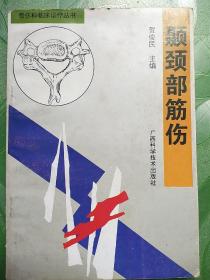 骨伤科临床诊疗丛书
贺俊民 主编
颞颈部筋伤
广西科学技术出版社